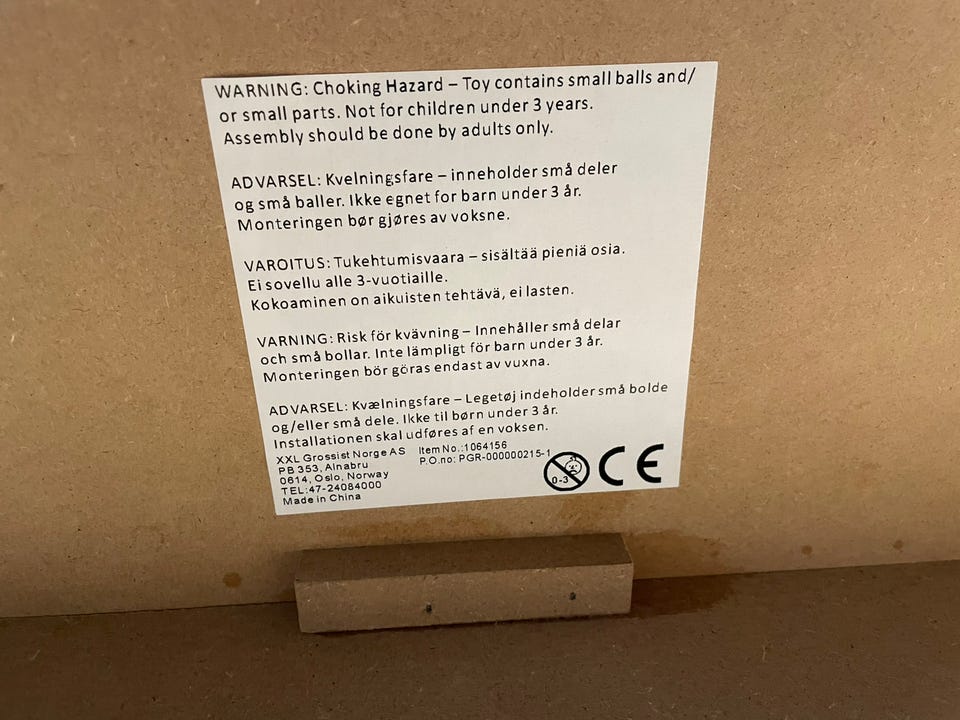 WARNING: Choking Hazard – Toy contains small balls and/
or small parts. Not for children under 3 years.
Assembly should be done by adults only.
ADVARSEL: Kvelningsfare – inneholder små deler
og små baller. Ikke egnet for barn under 3 år.
Monteringen bør gjøres av voksne.
VAROITUS: Tukehtumisvaara – sisältää pieniä osia.
Ei sovellu alle 3-vuotiaille.
Kokoaminen on aikuisten tehtävä, ei lasten.
VARNING: Risk för kvävning – Innehåller små delar
och små bollar. Inte lämpligt för barn under 3 år.
Monteringen bör göras endast av vuxna.
ADVARSEL: Kvælningsfare – Legetøj indeholder små bolde
og/eller små dele. Ikke til børn under 3 år.
Installationen skal udføres af en voksen.
XXL Grossist Norge AS
PB 353, Alnabru
0614, Oslo, Norway
TEL:47-24084000
Made in China
Item No.:1064156
P.O.no: PGR-000000215-1
0-3
CE